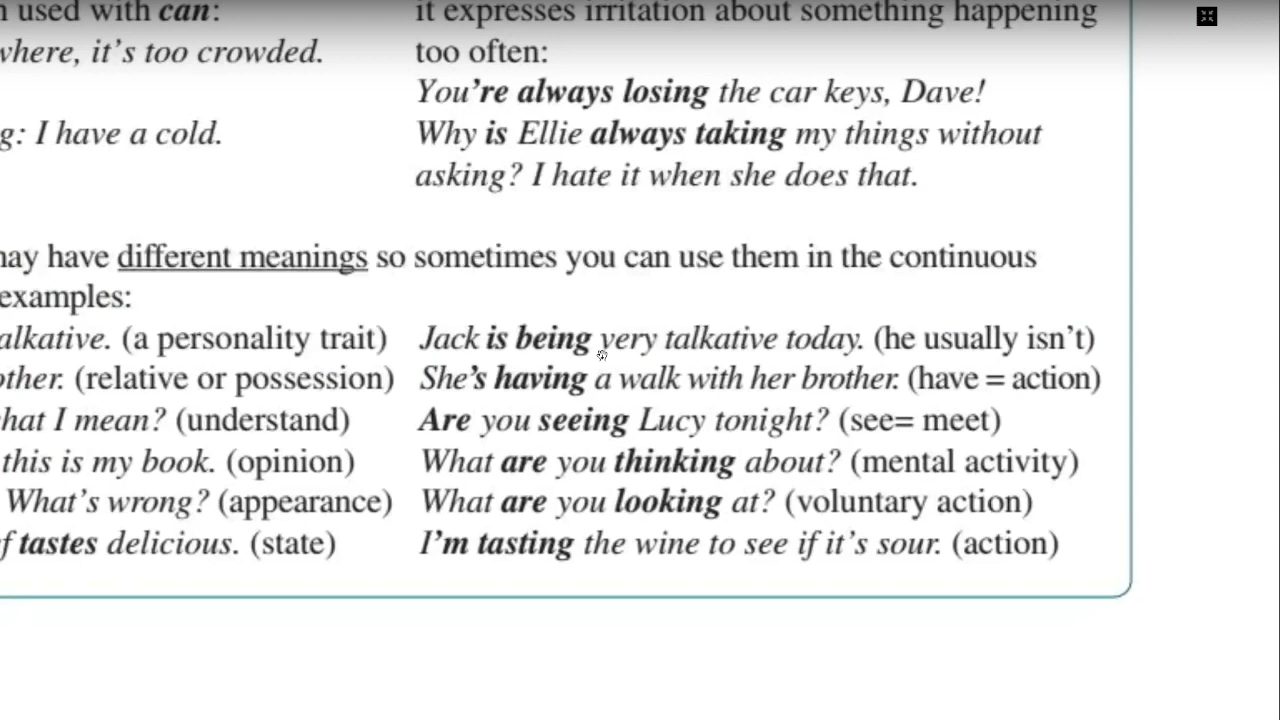 used with can:
where, it's too crowded.
g: I have a cold.
it expresses irritation about something happening
too often:
You're always losing the car keys, Dave!
Why is Ellie always taking my things without
asking? I hate it when she does that.
may have different meanings so sometimes you can use them in the continuous
examples:
alkative. (a personality trait) Jack is being very talkative today. (he usually isn't)
other. (relative or possession) She's having a walk with her brother. (have = action)
hat I mean? (understand) Are you seeing Lucy tonight? (see= meet)
this is my book. (opinion) What are you thinking about? (mental activity)
What's wrong? (appearance) What are you looking at? (voluntary action)
f tastes delicious. (state) I'm tasting the wine to see if it's sour. (action)